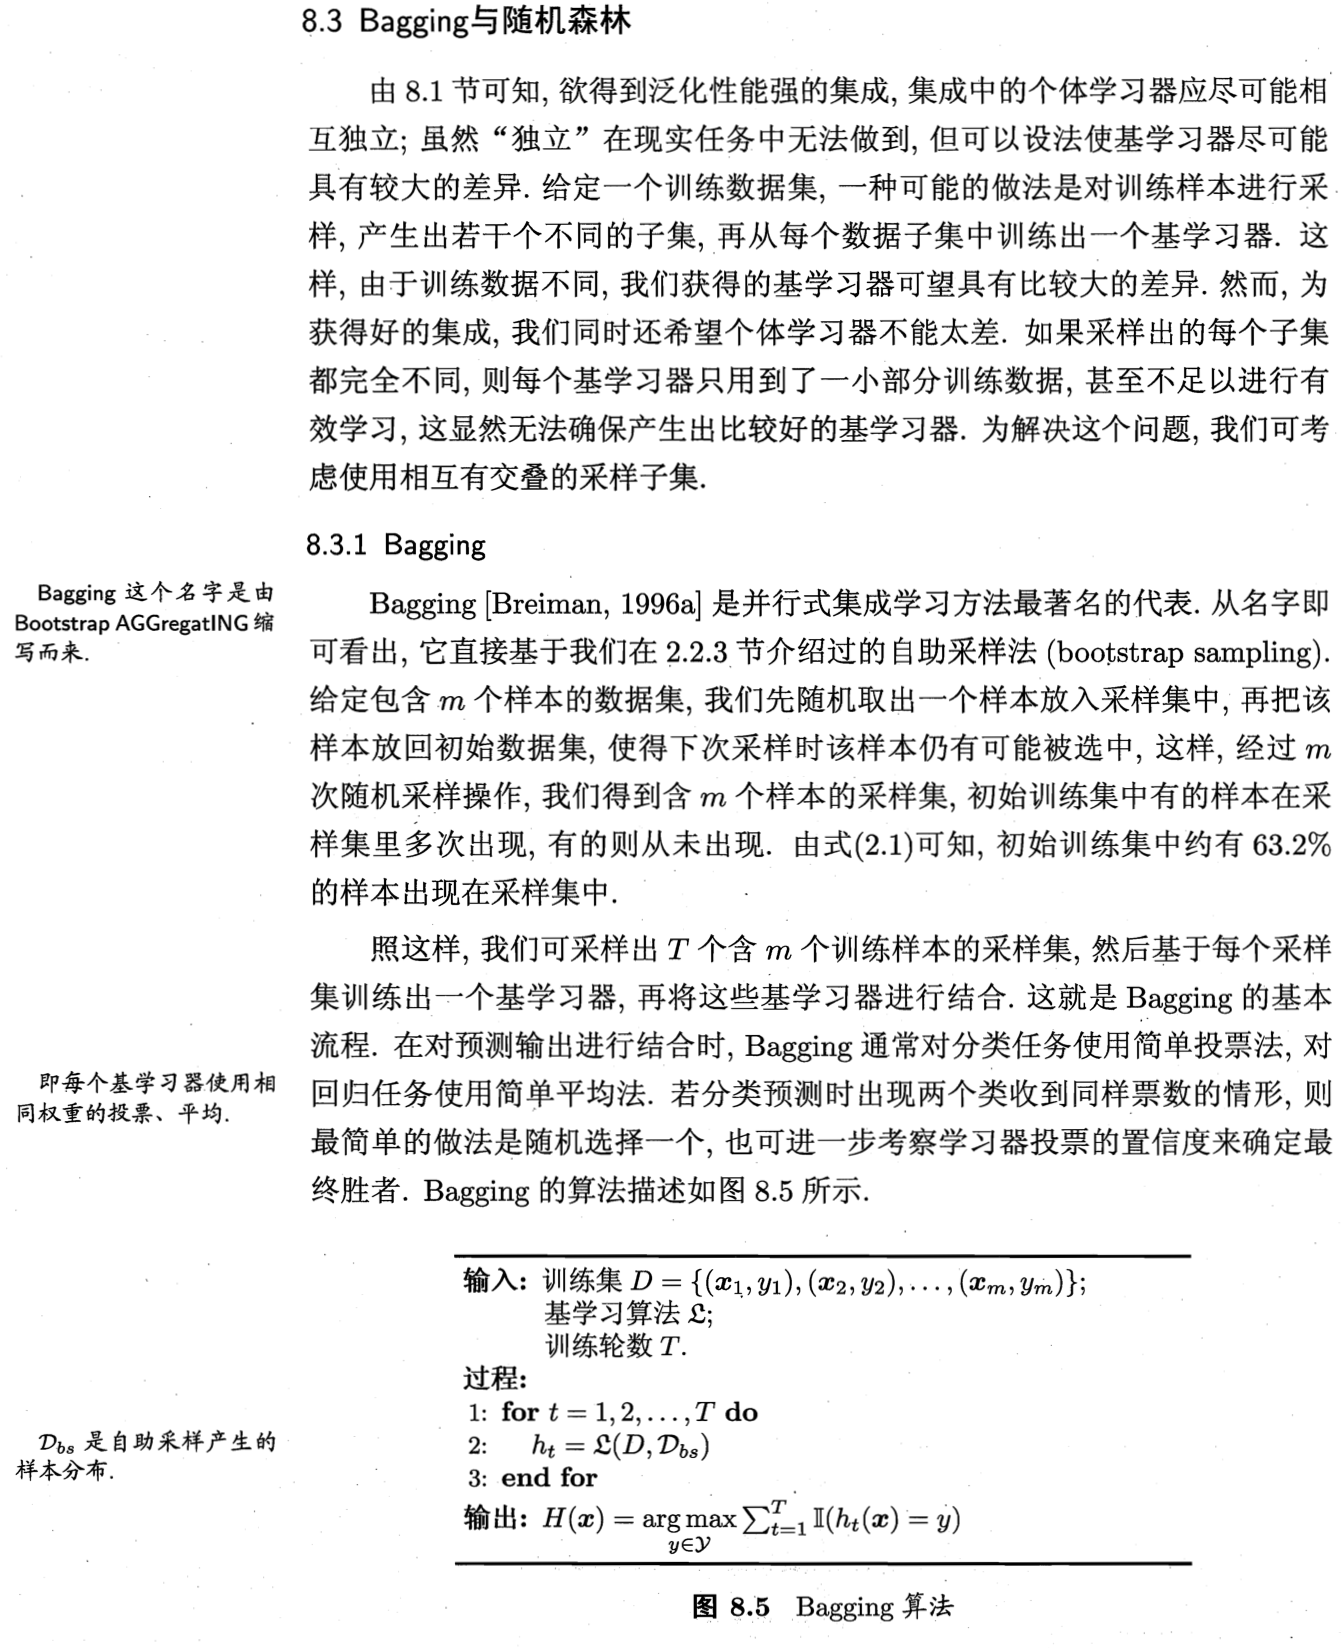 8.3 Bagging与随机森林
由 8.1 节可知, 欲得到泛化性能强的集成, 集成中的个体学习器应尽可能相
互独立; 虽然“独立”在现实任务中无法做到, 但可以设法使基学习器尽可能
具有较大的差异. 给定一个训练数据集, 一种可能的做法是对训练样本进行采
样, 产生出若干个不同的子集, 再从每个数据子集中训练出一个基学习器. 这
样, 由于训练数据不同, 我们获得的基学习器可望具有比较大的差异. 然而, 为
获得好的集成, 我们同时还希望个体学习器不能太差. 如果采样出的每个子集
都完全不同, 则每个基学习器只用到了一小部分训练数据, 甚至不足以进行有
效学习, 这显然无法确保产生出比较好的基学习器. 为解决这个问题, 我们可考
虑使用相互有交叠的采样子集.
8.3.1 Bagging
Bagging 这个名字是由
Bootstrap AGGregatING 缩
写而来.
Bagging [Breiman, 1996a] 是并行式集成学习方法最著名的代表. 从名字即
可看出, 它直接基于我们在 2.2.3 节介绍过的自助采样法 (bootstrap sampling).
给定包含 m 个样本的数据集, 我们先随机取出一个样本放入采样集中, 再把该
样本放回初始数据集, 使得下次采样时该样本仍有可能被选中, 这样, 经过 m
次随机采样操作, 我们得到含 m 个样本的采样集, 初始训练集中有的样本在采
样集里多次出现, 有的则从未出现. 由式(2.1)可知, 初始训练集中约有 63.2%
的样本出现在采样集中.
照这样, 我们可采样出 T 个含 m 个训练样本的采样集, 然后基于每个采样
集训练出一个基学习器, 再将这些基学习器进行结合. 这就是 Bagging 的基本
流程. 在对预测输出进行结合时, Bagging 通常对分类任务使用简单投票法, 对
回归任务使用简单平均法. 若分类预测时出现两个类收到同样票数的情形, 则
最简单的做法是随机选择一个, 也可进一步考察学习器投票的置信度来确定最
终胜者. Bagging 的算法描述如图 8.5 所示.
即每个基学习器使用相
同权重的投票、平均.
输入: 训练集 D = {(x₁, y₁), (x₂, y₂), . . . , (xₘ, yₘ)};
基学习算法 𝔏;
训练轮数 T.
过程:
1: for t = 1, 2, . . . , T do
2: hₜ = 𝔏(D, 𝒟_bs)
3: end for
输出: H(x) = arg max_{y∈𝒴} ∑_{t=1}^{T} 𝕀(hₜ(x) = y)
𝒟_bs 是自助采样产生的
样本分布.
图 8.5 Bagging 算法